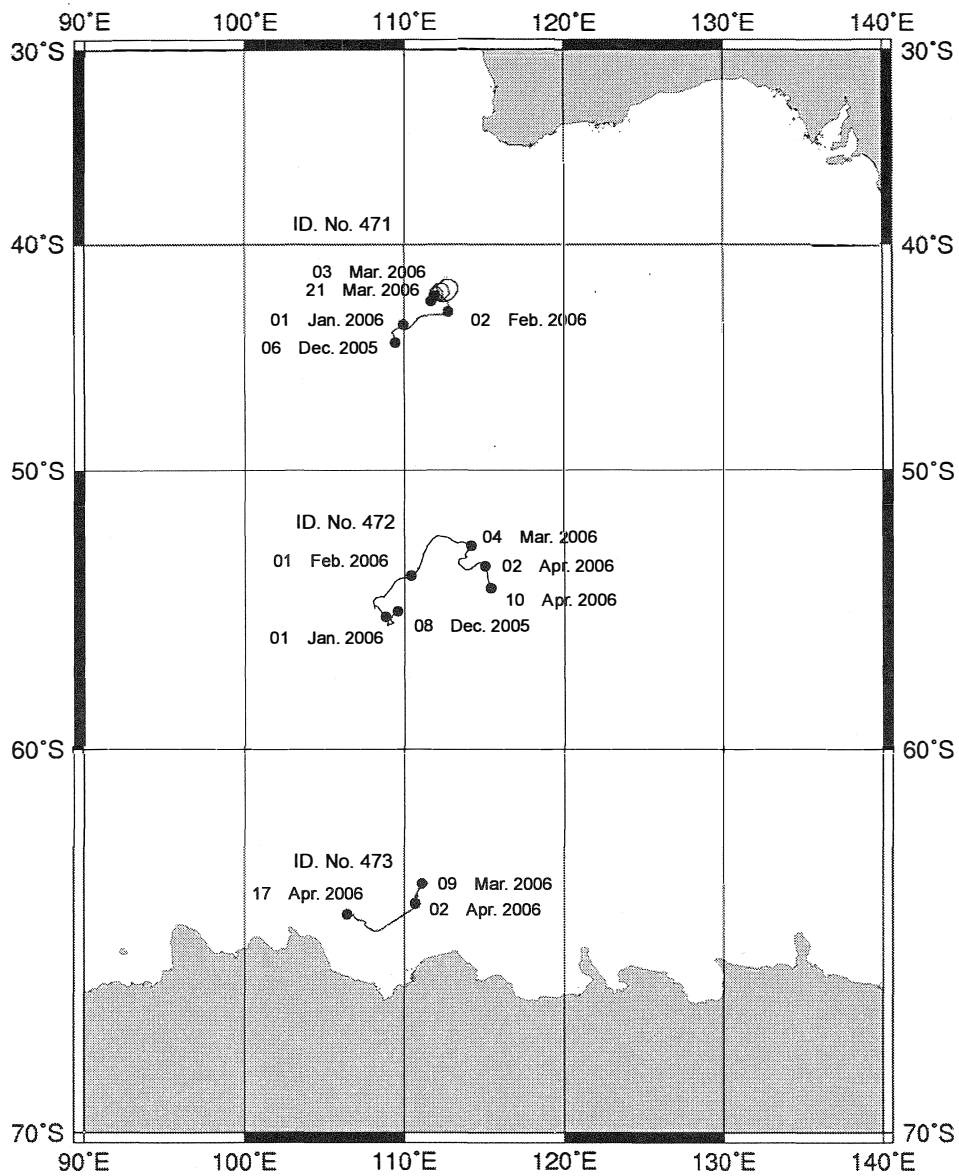 90°E 100°E 110°E 120°E 130°E 140°E
30°S 30°S
ID. No. 471
40°S 40°S
03 Mar. 2006
21 Mar. 2006
01 Jan. 2006 02 Feb. 2006
06 Dec. 2005
50°S 50°S
ID. No. 472
04 Mar. 2006
01 Feb. 2006 02 Apr. 2006
10 Apr. 2006
01 Jan. 2006 08 Dec. 2005
60°S 60°S
ID. No. 473
17 Apr. 2006 09 Mar. 2006
02 Apr. 2006
70°S 70°S
90°E 100°E 110°E 120°E 130°E 140°E